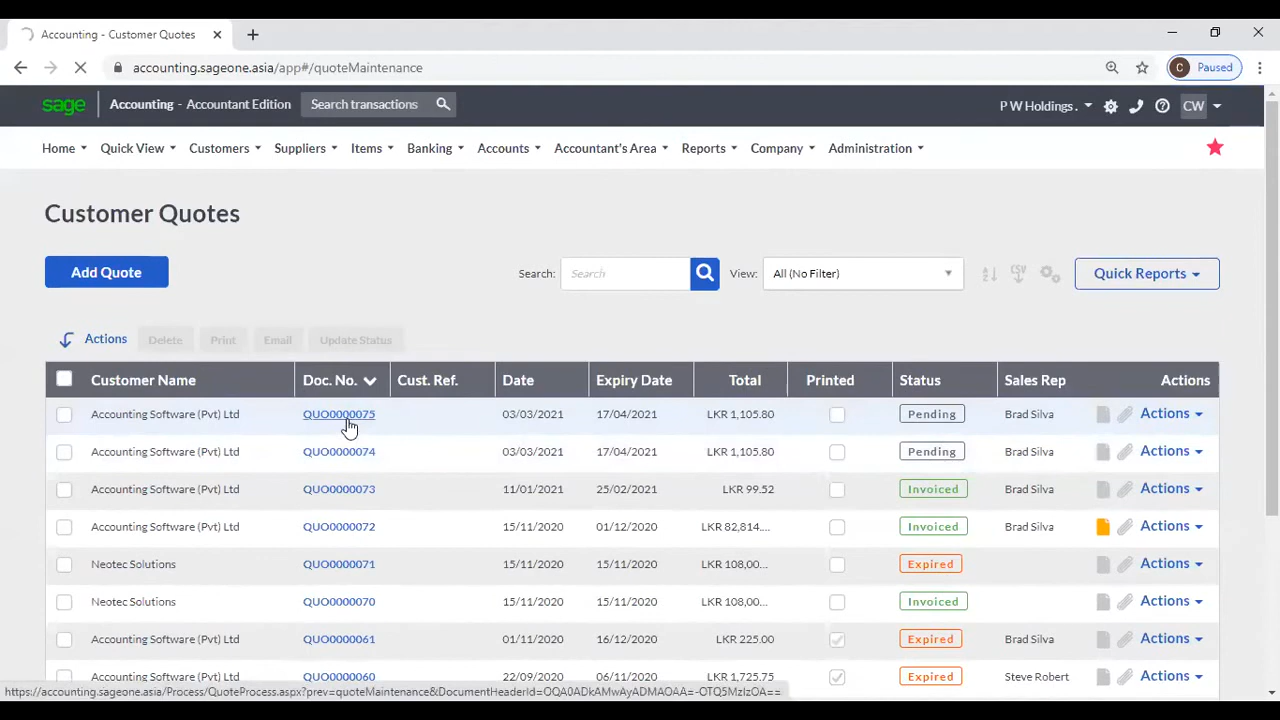 Accounting - Customer Quotes
accounting.sageone.asia/app#/quoteMaintenance
C Paused
sage Accounting - Accountant Edition Search transactions P W Holdings . CW
Home Quick View Customers Suppliers Items Banking Accounts Accountant's Area Reports Company Administration
Customer Quotes
Add Quote Search: Search View: All (No Filter) Quick Reports
Actions Delete Print Email Update Status
Customer Name Doc. No. Cust. Ref. Date Expiry Date Total Printed Status Sales Rep Actions
Accounting Software (Pvt) Ltd QUO0000075 03/03/2021 17/04/2021 LKR 1,105.80 Pending Brad Silva Actions
Accounting Software (Pvt) Ltd QUO0000074 03/03/2021 17/04/2021 LKR 1,105.80 Pending Brad Silva Actions
Accounting Software (Pvt) Ltd QUO0000073 11/01/2021 25/02/2021 LKR 99.52 Invoiced Brad Silva Actions
Accounting Software (Pvt) Ltd QUO0000072 15/11/2020 01/12/2020 LKR 82,814.... Invoiced Brad Silva Actions
Neotec Solutions QUO0000071 15/11/2020 15/11/2020 LKR 108,00... Expired Actions
Neotec Solutions QUO0000070 15/11/2020 15/11/2020 LKR 108,00... Invoiced Actions
Accounting Software (Pvt) Ltd QUO0000061 01/11/2020 16/12/2020 LKR 225.00 Expired Brad Silva Actions
Accounting Software (Pvt) Ltd QUO0000060 22/09/2020 06/11/2020 LKR 1,725.75 Expired Steve Robert Actions